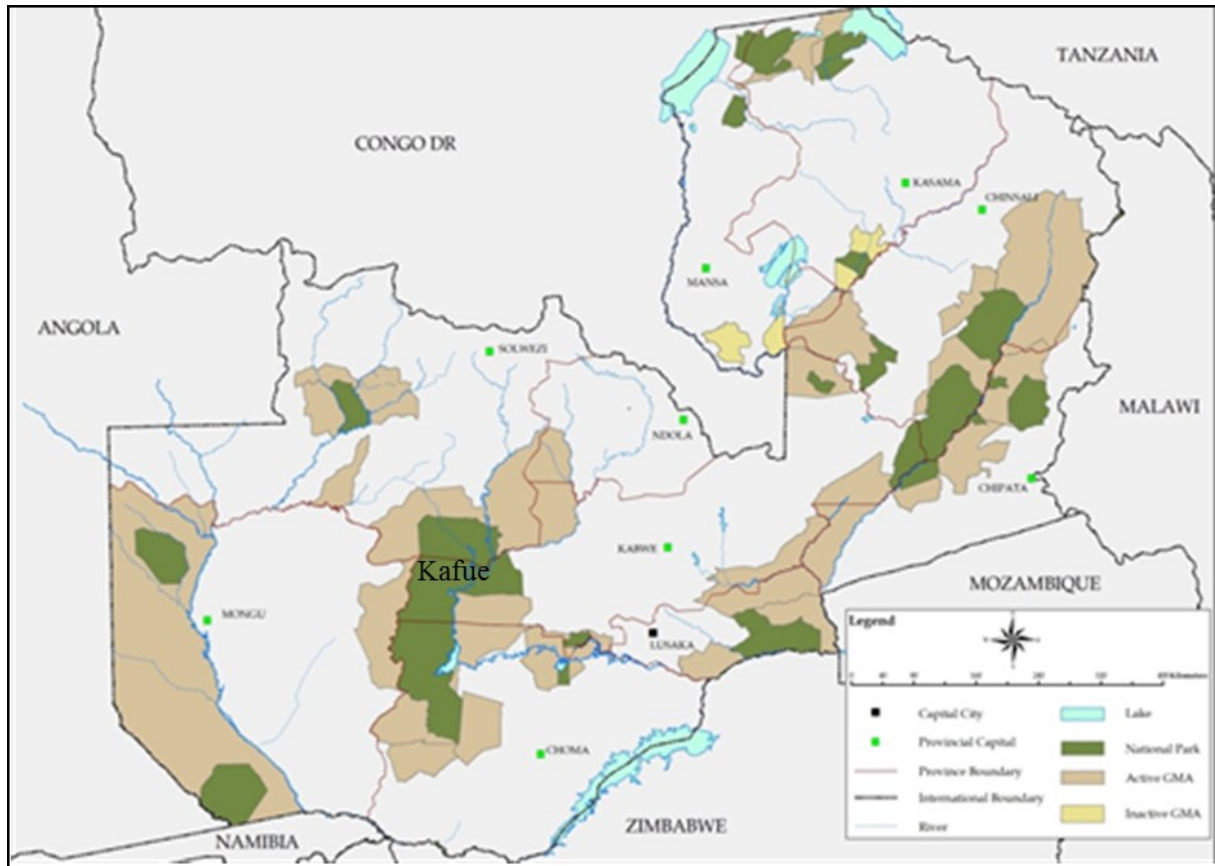 TANZANIA
CONGO DR
KASAMA
CHINSALI
MANSA
ANGOLA
SOLWEZI
MALAWI
NDOLA
CHIPATA
KABWE
Kafue
MOZAMBIQUE
MONGU
LUSAKA
CHOMA
ZIMBABWE
NAMIBIA
Legend
Capital City
Provincial Capital
Province Boundary
International Boundary
River
Lake
National Park
Active GMA
Inactive GMA